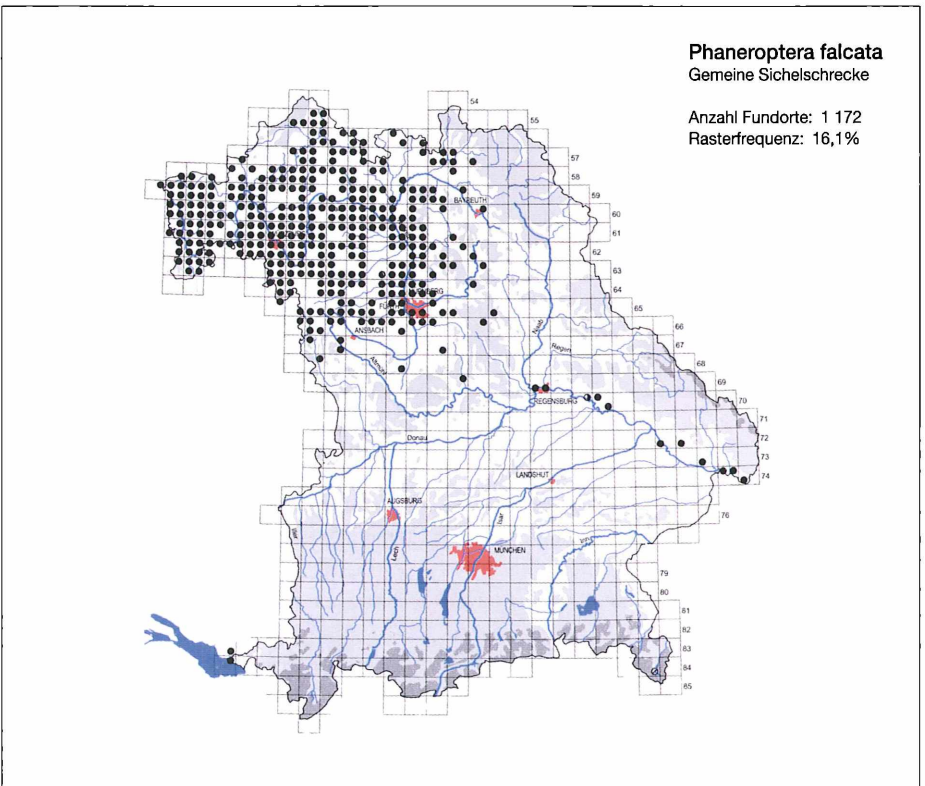 Phaneroptera falcata
Gemeine Sichelschrecke
Anzahl Fundorte: 1 172
Rasterfrequenz: 16,1%
54
55
57
58
59
BAYREUTH
60
61
62
63
64
65
66
ANSBACH
Naab
67
Regen
68
Altmühl
69
70
REGENSBURG
71
72
Donau
73
LANDSHUT
74
AUGSBURG
76
Isar
Iller
Inn
Lech
MÜNCHEN
79
80
81
82
83
84
85